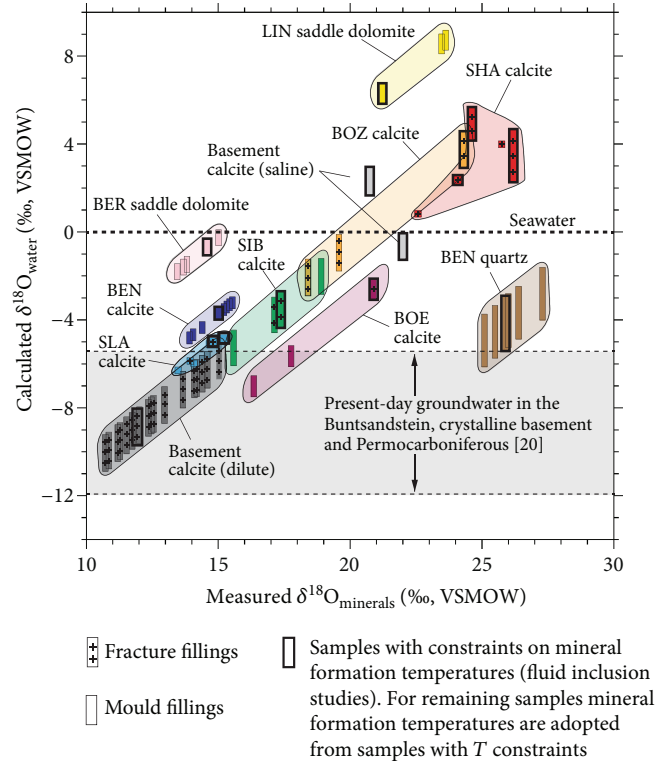 LIN saddle dolomite
SHA calcite
BOZ calcite
Basement
calcite (saline)
BER saddle dolomite
Seawater
SIB
calcite
BEN quartz
BEN
calcite
BOE
calcite
SLA
calcite
Basement
calcite (dilute)
Present-day groundwater in the
Buntsandstein, crystalline basement
and Permocarboniferous [20]
8
4
0
−4
−8
−12
Calculated δ18Owater (‰, VSMOW)
10 15 20 25 30
Measured δ18Ominerals (‰, VSMOW)
Fracture fillings
Mould fillings
Samples with constraints on mineral
formation temperatures (fluid inclusion
studies). For remaining samples mineral
formation temperatures are adopted
from samples with T constraints